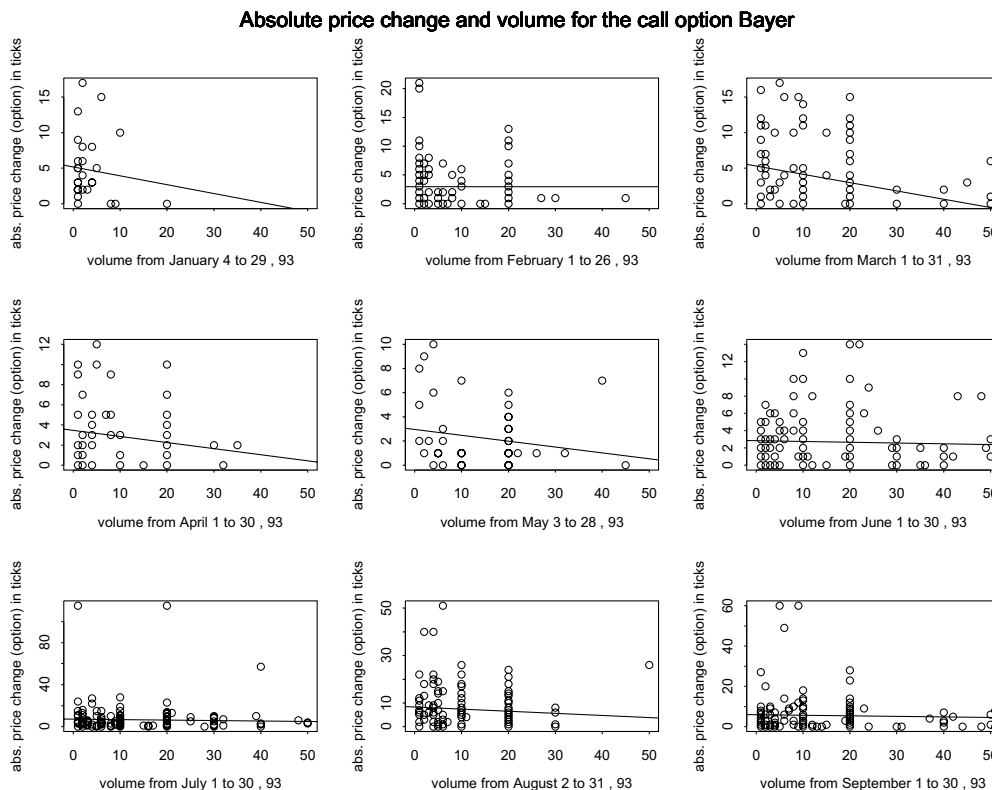 Absolute price change and volume for the call option Bayer
abs. price change (option) in ticks
15
10
5
0
0 10 20 30 40 50
volume from January 4 to 29 , 93
abs. price change (option) in ticks
20
15
10
5
0
0 10 20 30 40 50
volume from February 1 to 26 , 93
abs. price change (option) in ticks
15
10
5
0
0 10 20 30 40 50
volume from March 1 to 31 , 93
abs. price change (option) in ticks
12
8
6
4
2
0
0 10 20 30 40 50
volume from April 1 to 30 , 93
abs. price change (option) in ticks
10
8
6
4
2
0
0 10 20 30 40 50
volume from May 3 to 28 , 93
abs. price change (option) in ticks
12
8
6
4
2
0
0 10 20 30 40 50
volume from June 1 to 30 , 93
abs. price change (option) in ticks
80
40
20
0
0 10 20 30 40 50
volume from July 1 to 30 , 93
abs. price change (option) in ticks
50
30
10
0
0 10 20 30 40 50
volume from August 2 to 31 , 93
abs. price change (option) in ticks
60
40
20
10
0
0 10 20 30 40 50
volume from September 1 to 30 , 93